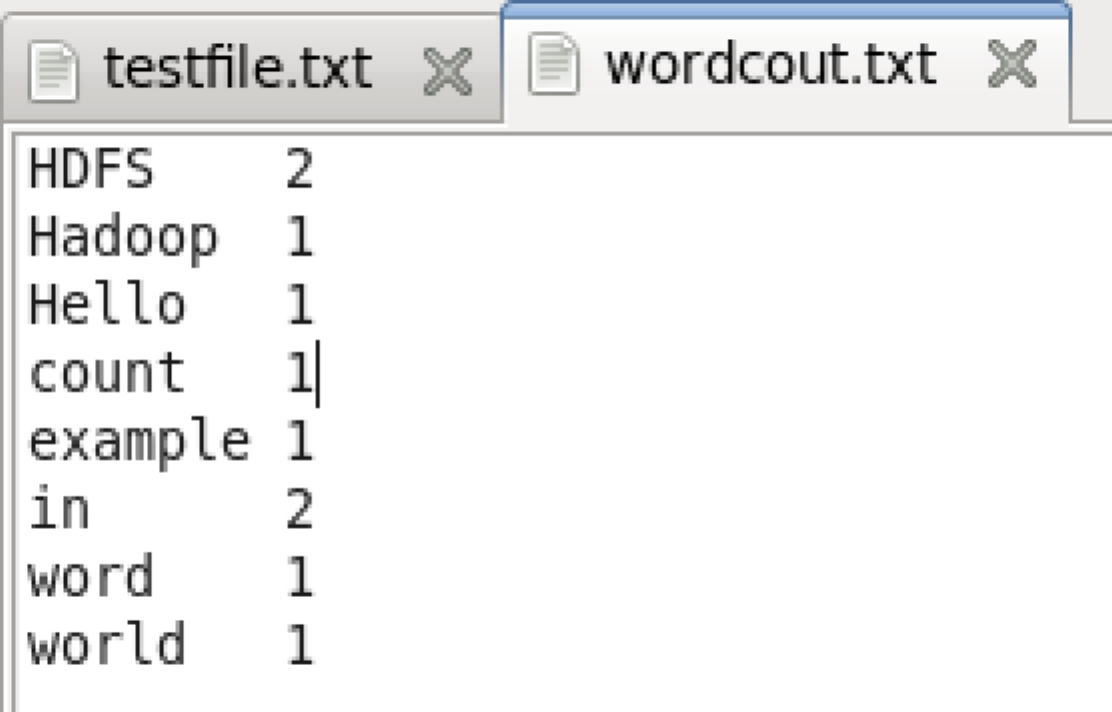 testfile.txt wordcout.txt
HDFS 2
Hadoop 1
Hello 1
count 1
example 1
in 2
word 1
world 1